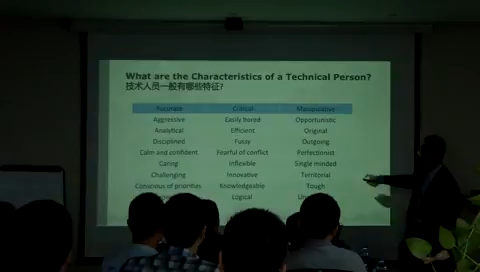 What are the Characteristics of a Technical Person?
技术人员一般有哪些特征?
Accurate Critical Manipulative
Aggressive Easily bored Opportunistic
Analytical Efficient Original
Disciplined Fussy Outgoing
Calm and confident Fearful of conflict Perfectionist
Caring Inflexible Single minded
Challenging Innovative Territorial
Conscious of priorities Knowledgeable Tough
Logical